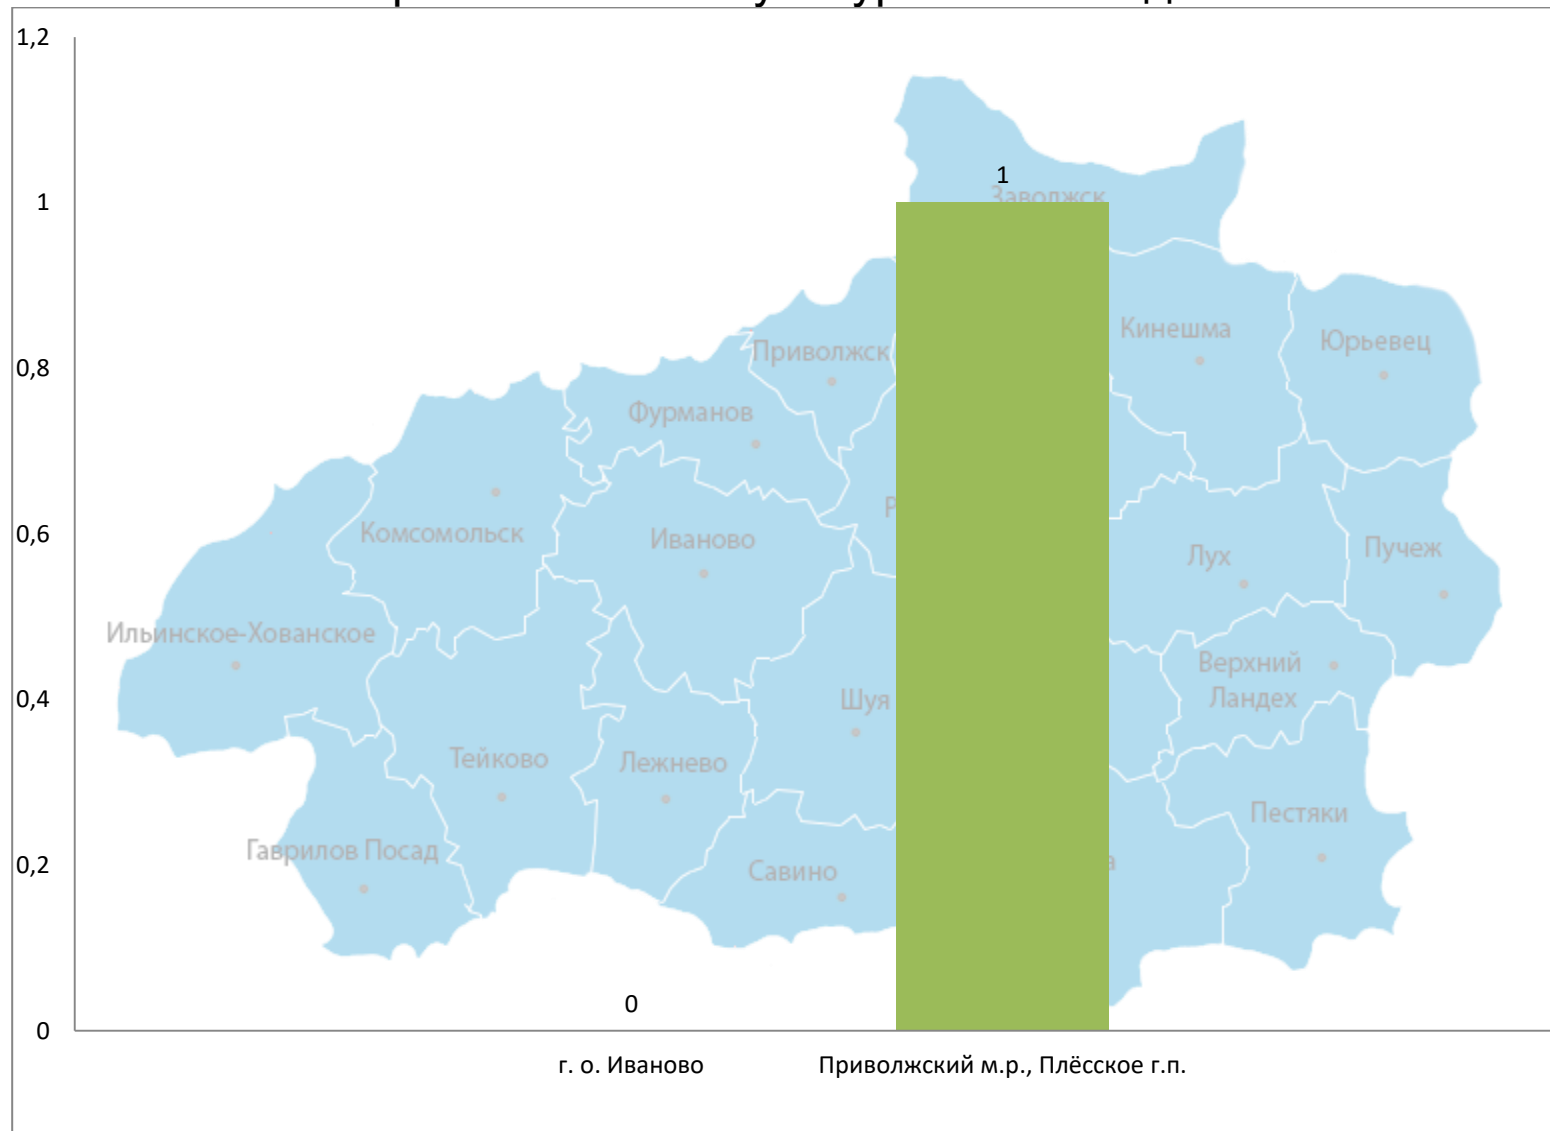 1,2
1
0,8
0,6
0,4
0,2
0
1
0
Заволжск
Кинешма
Юрьевец
Приволжск
Фурманов
Комсомольск
Иваново
Лух
Пучеж
Ильинское-Хованское
Верхний
Ландех
Шуя
Тейково
Лежнево
Пестяки
Гаврилов Посад
Савино
г. о. Иваново
Приволжский м.р., Плёсское г.п.